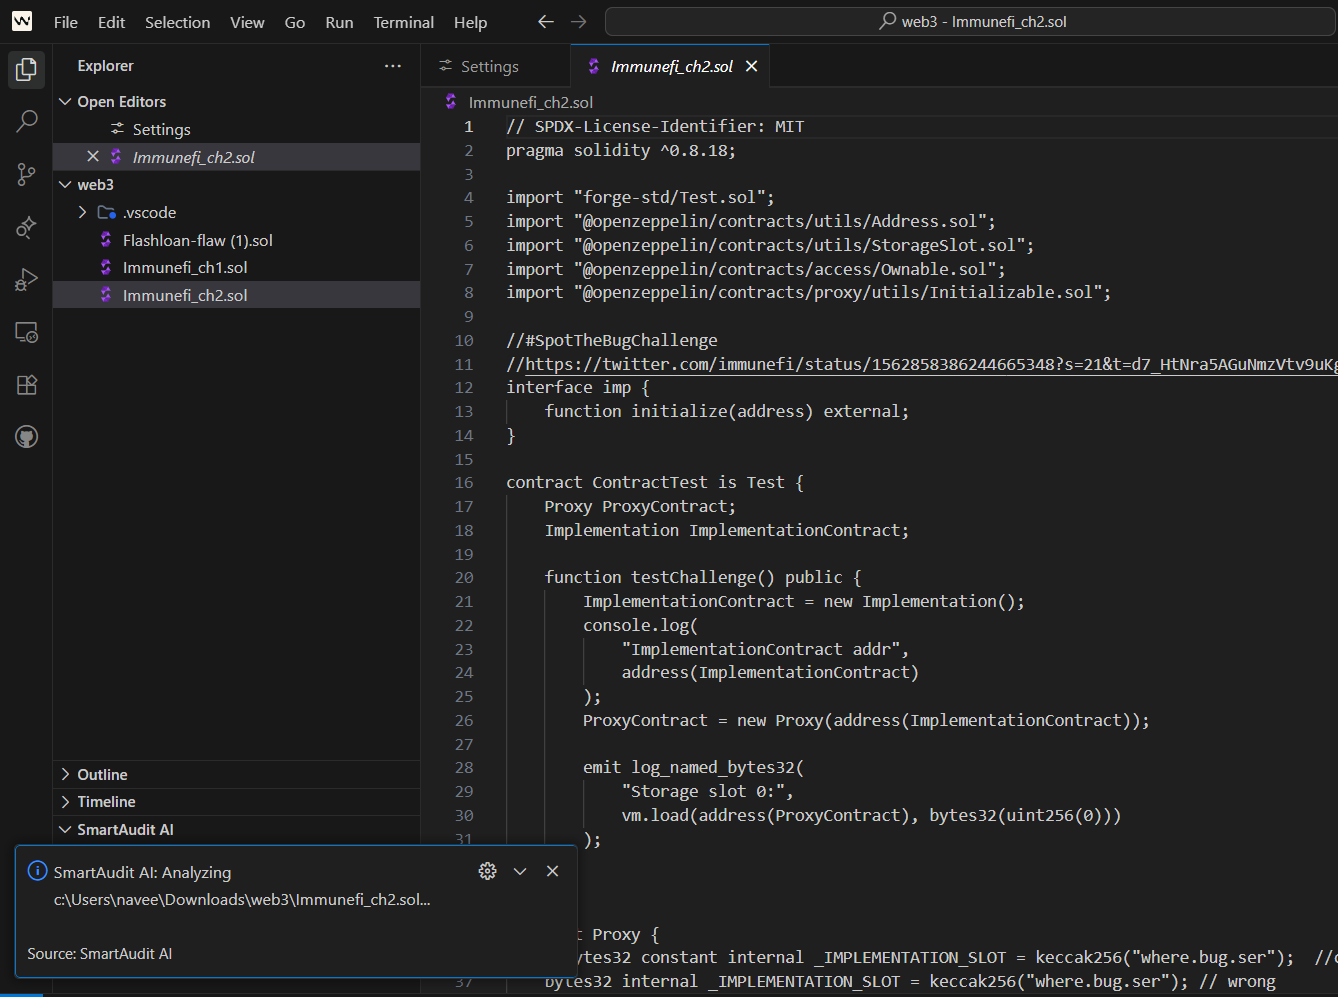 File Edit Selection View Go Run Terminal Help
web3 - Immunefi_ch2.sol
Explorer
Open Editors
Settings
Immunefi_ch2.sol
web3
.vscode
Flashloan-flaw (1).sol
Immunefi_ch1.sol
Immunefi_ch2.sol
Outline
Timeline
SmartAudit AI
SmartAudit AI: Analyzing
c:\Users\navee\Downloads\web3\Immunefi_ch2.sol...
Source: SmartAudit AI
Settings Immunefi_ch2.sol
Immunefi_ch2.sol
1 // SPDX-License-Identifier: MIT
2 pragma solidity ^0.8.18;
3
4 import "forge-std/Test.sol";
5 import "@openzeppelin/contracts/utils/Address.sol";
6 import "@openzeppelin/contracts/utils/StorageSlot.sol";
7 import "@openzeppelin/contracts/access/Ownable.sol";
8 import "@openzeppelin/contracts/proxy/utils/Initializable.sol";
9
10 //#SpotTheBugChallenge
11 //https://twitter.com/immunefi/status/1562858386244665348?s=21&t=d7_HtNra5AGuNmzVtv9uKg
12 interface imp {
13 function initialize(address) external;
14 }
15
16 contract ContractTest is Test {
17 Proxy ProxyContract;
18 Implementation ImplementationContract;
19
20 function testChallenge() public {
21 ImplementationContract = new Implementation();
22 console.log(
23 "ImplementationContract addr",
24 address(ImplementationContract)
25 );
26 ProxyContract = new Proxy(address(ImplementationContract));
27
28 emit log_named_bytes32(
29 "Storage slot 0:",
30 vm.load(address(ProxyContract), bytes32(uint256(0)))
31 );
t Proxy {
ytes32 constant internal _IMPLEMENTATION_SLOT = keccak256("where.bug.ser"); //
37 bytes32 internal _IMPLEMENTATION_SLOT = keccak256("where.bug.ser"); // wrong